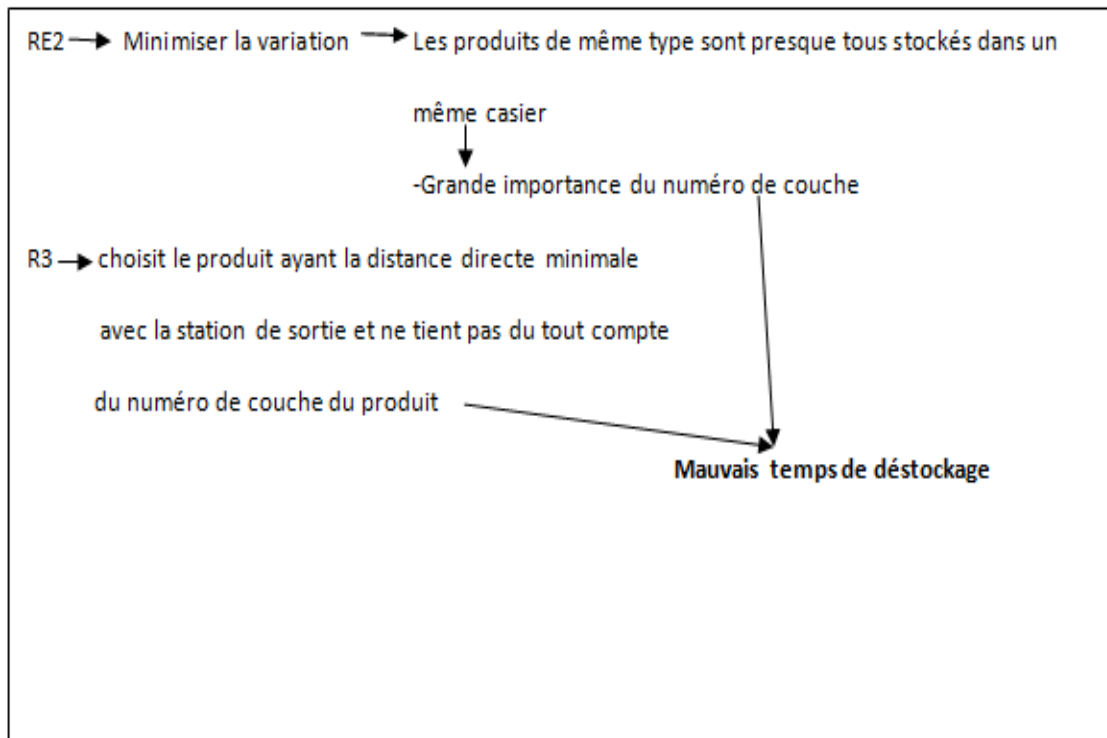 RE2 → Minimiser la variation → Les produits de même type sont presque tous stockés dans un
même casier
-Grande importance du numéro de couche
R3 → choisit le produit ayant la distance directe minimale
avec la station de sortie et ne tient pas du tout compte
du numéro de couche du produit
Mauvais temps de déstockage